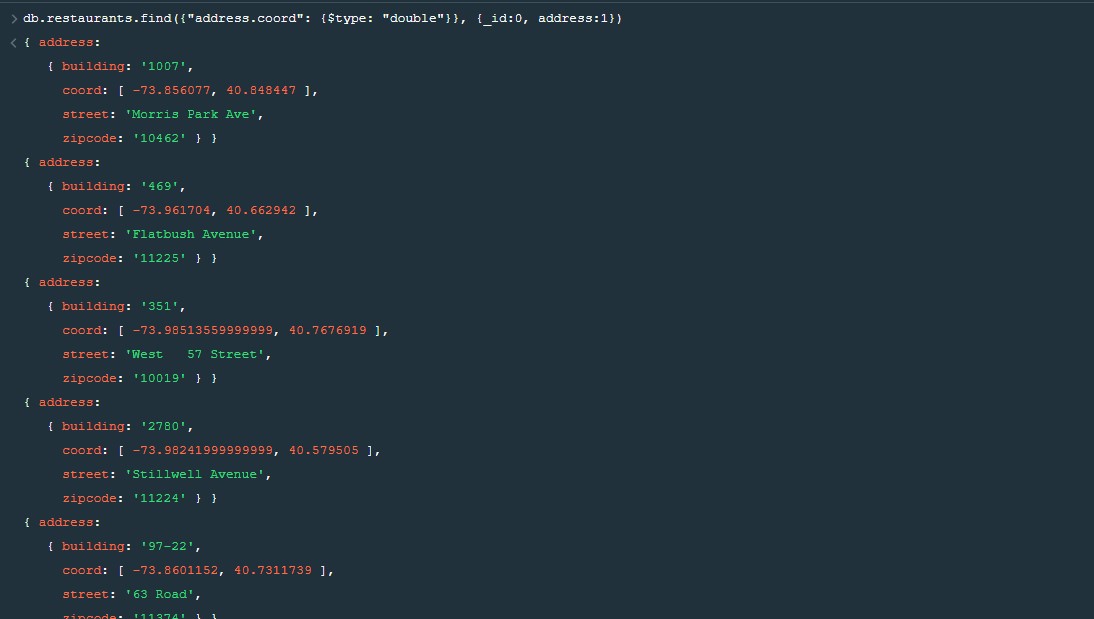 > db.restaurants.find({"address.coord": {$type: "double"}}, {_id:0, address:1})
< { address:
{ building: '1007',
coord: [ -73.856077, 40.848447 ],
street: 'Morris Park Ave',
zipcode: '10462' } }
{ address:
{ building: '469',
coord: [ -73.961704, 40.662942 ],
street: 'Flatbush Avenue',
zipcode: '11225' } }
{ address:
{ building: '351',
coord: [ -73.98513559999999, 40.7676919 ],
street: 'West   57 Street',
zipcode: '10019' } }
{ address:
{ building: '2780',
coord: [ -73.98241999999999, 40.579505 ],
street: 'Stillwell Avenue',
zipcode: '11224' } }
{ address:
{ building: '97-22',
coord: [ -73.8601152, 40.7311739 ],
street: '63 Road',
zipcode: '11374' } }